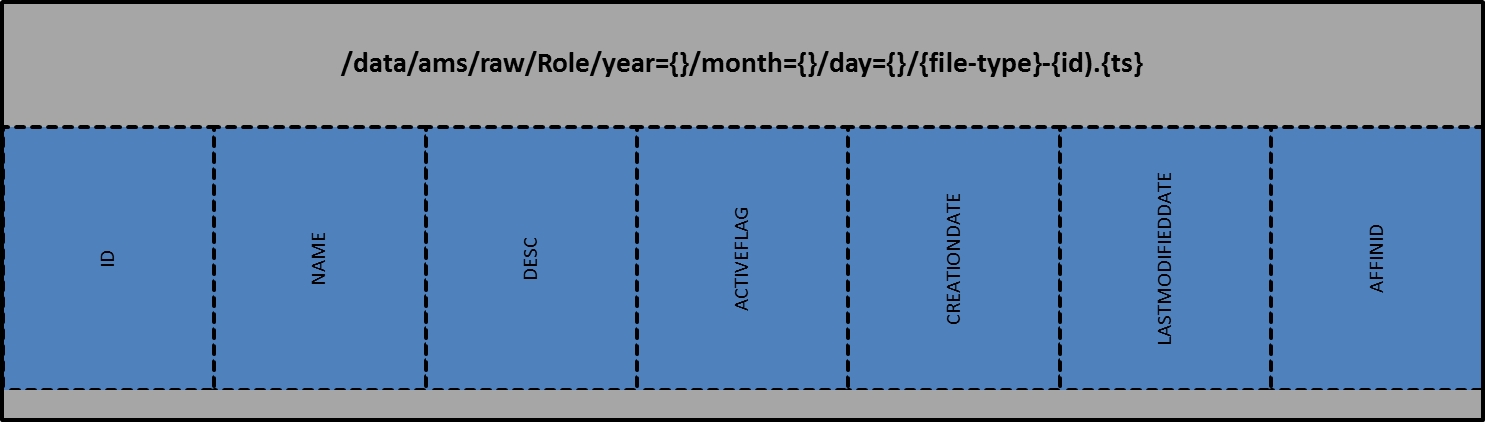 /data/ams/raw/Role/year={}/month={}/day={}/{file-type}-{id).{ts}
ID
NAME
DESC
ACTIVEFLAG
CREATIONDATE
LASTMODIFIEDDATE
AFFINID